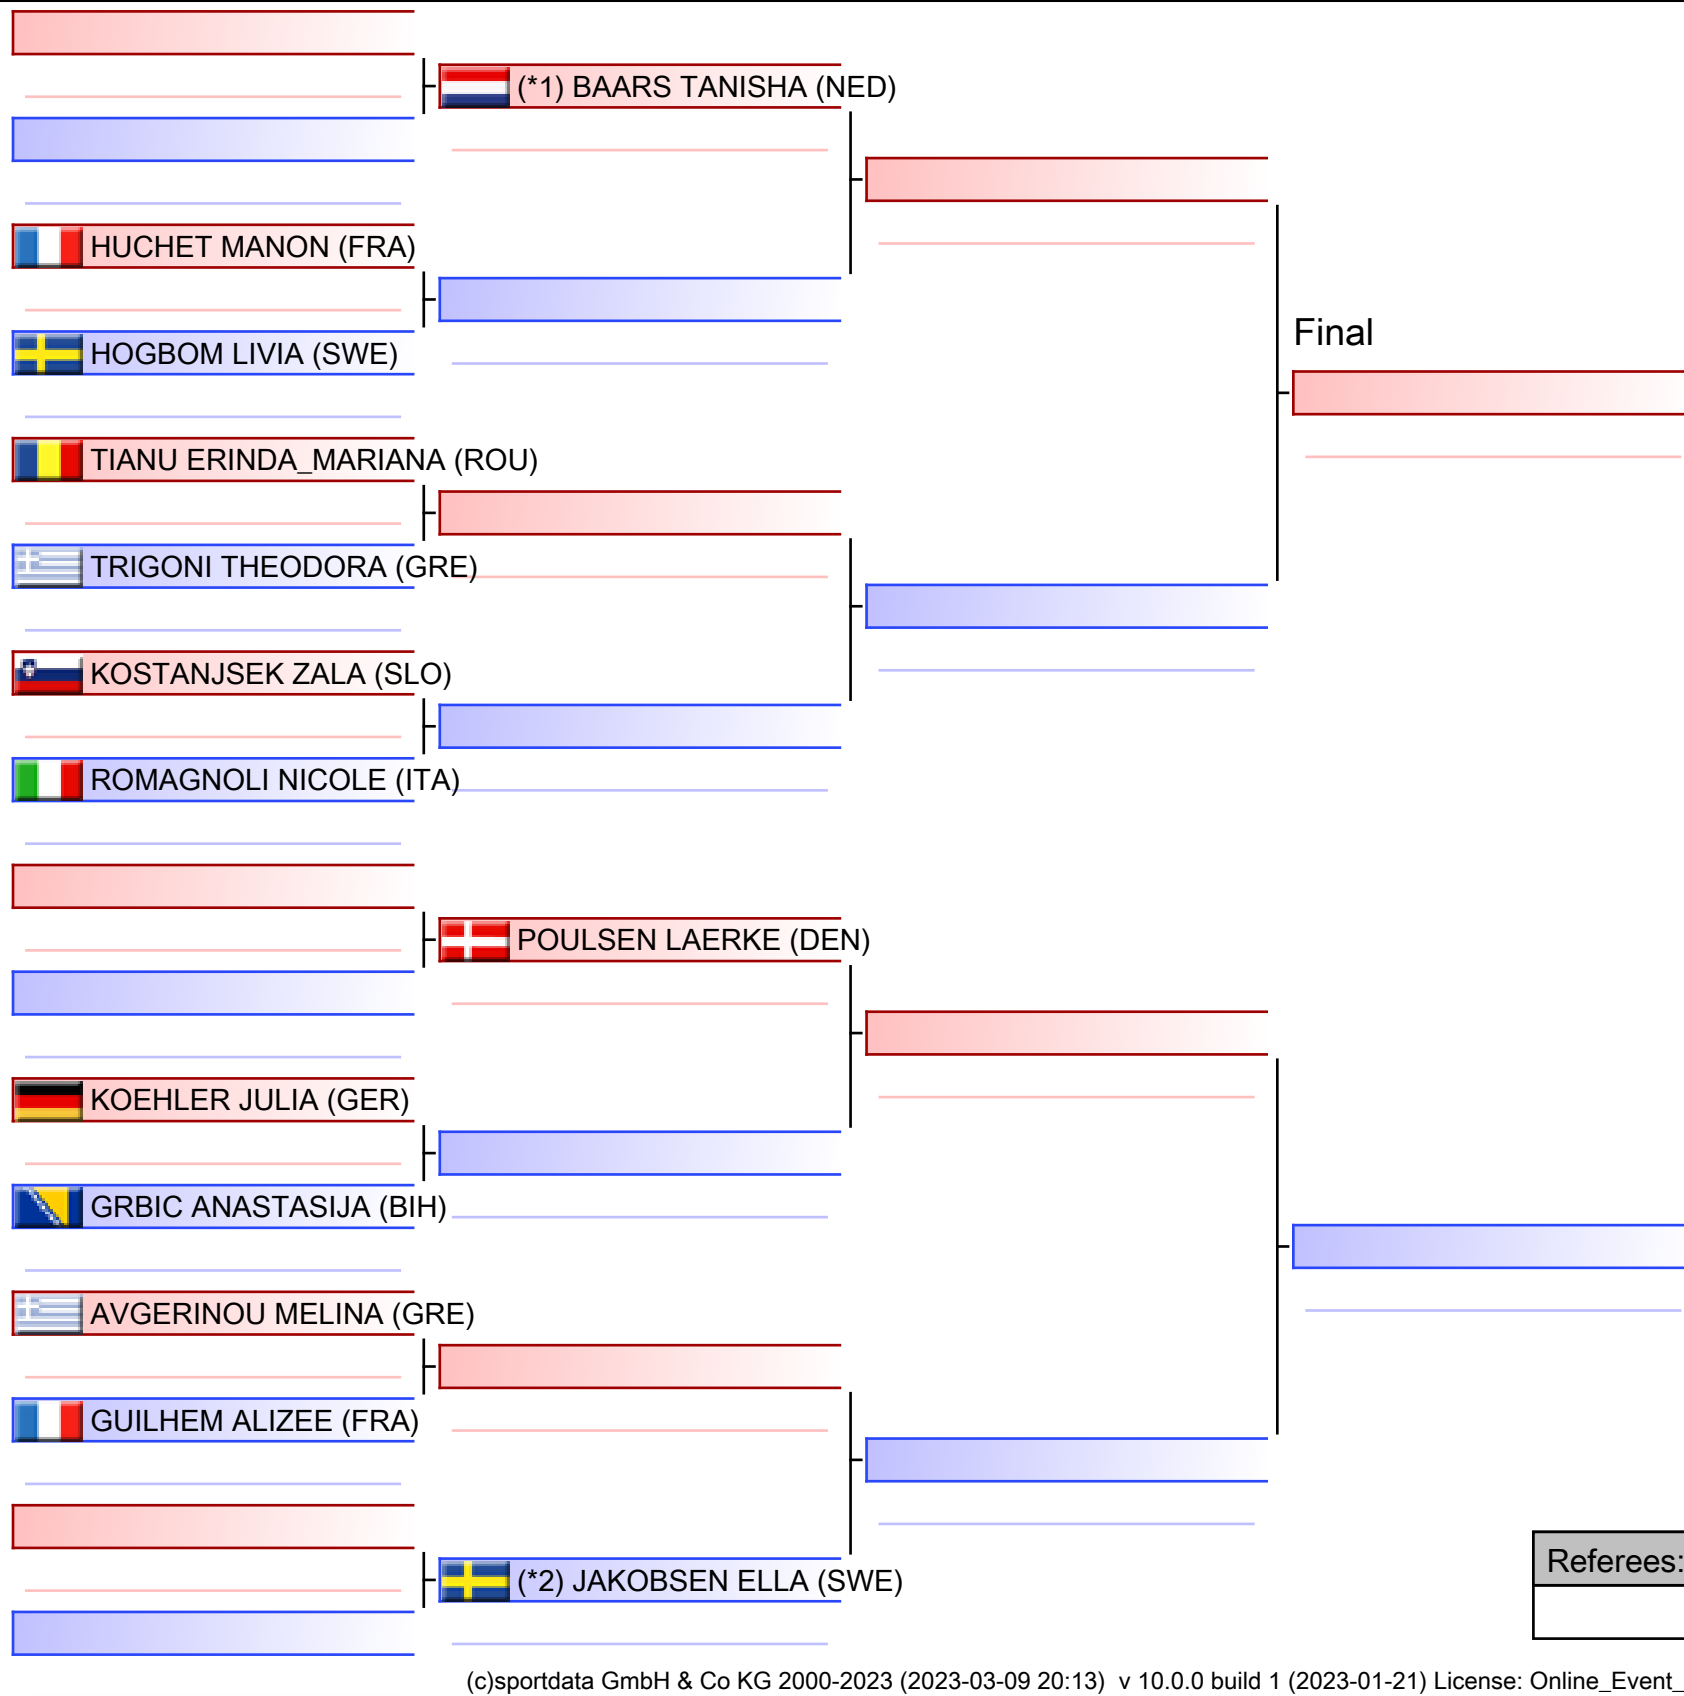 (*1) BAARS TANISHA (NED)
HUCHET MANON (FRA)
HOGBOM LIVIA (SWE)
Final
TIANU ERINDA_MARIANA (ROU)
TRIGONI THEODORA (GRE)
KOSTANJSEK ZALA (SLO)
ROMAGNOLI NICOLE (ITA)
POULSEN LAERKE (DEN)
KOEHLER JULIA (GER)
GRBIC ANASTASIJA (BIH)
AVGERINOU MELINA (GRE)
GUILHEM ALIZEE (FRA)
(*2) JAKOBSEN ELLA (SWE)
Referees:
(c)sportdata GmbH & Co KG 2000-2023 (2023-03-09 20:13) v 10.0.0 build 1 (2023-01-21) License: Online_Event_